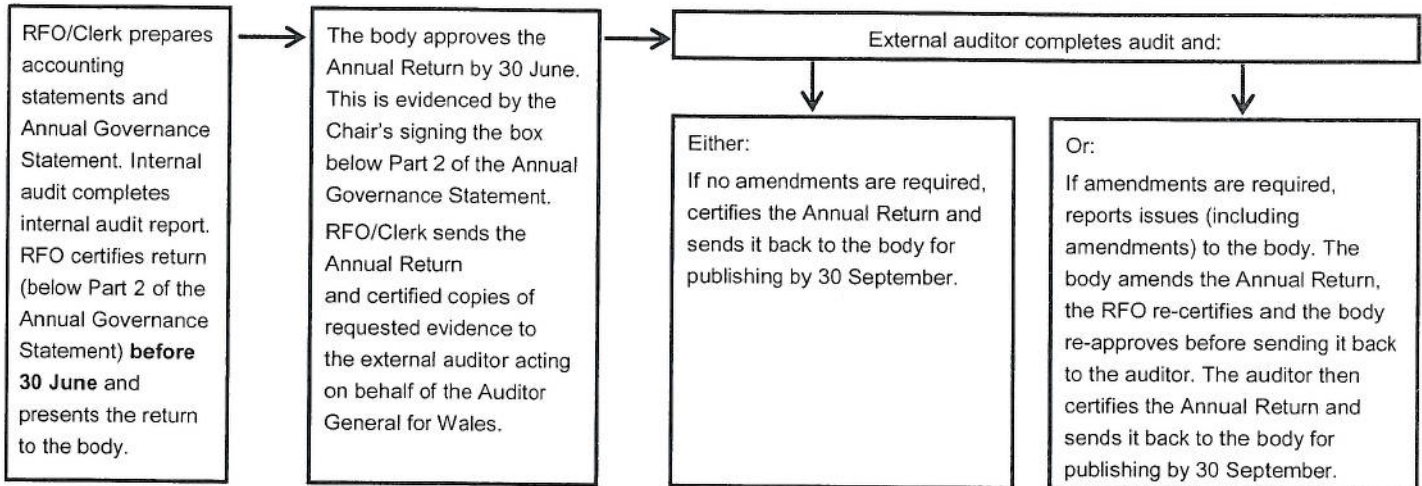 RFO/Clerk prepares
accounting
statements and
Annual Governance
Statement. Internal
audit completes
internal audit report.
RFO certifies return
(below Part 2 of the
Annual Governance
Statement) before
30 June and
presents the return
to the body.
The body approves the
Annual Return by 30 June.
This is evidenced by the
Chair's signing the box
below Part 2 of the Annual
Governance Statement.
RFO/Clerk sends the
Annual Return
and certified copies of
requested evidence to
the external auditor acting
on behalf of the Auditor
General for Wales.
External auditor completes audit and:
Either:
If no amendments are required,
certifies the Annual Return and
sends it back to the body for
publishing by 30 September.
Or:
If amendments are required,
reports issues (including
amendments) to the body. The
body amends the Annual Return,
the RFO re-certifies and the body
re-approves before sending it back
to the auditor. The auditor then
certifies the Annual Return and
sends it back to the body for
publishing by 30 September.